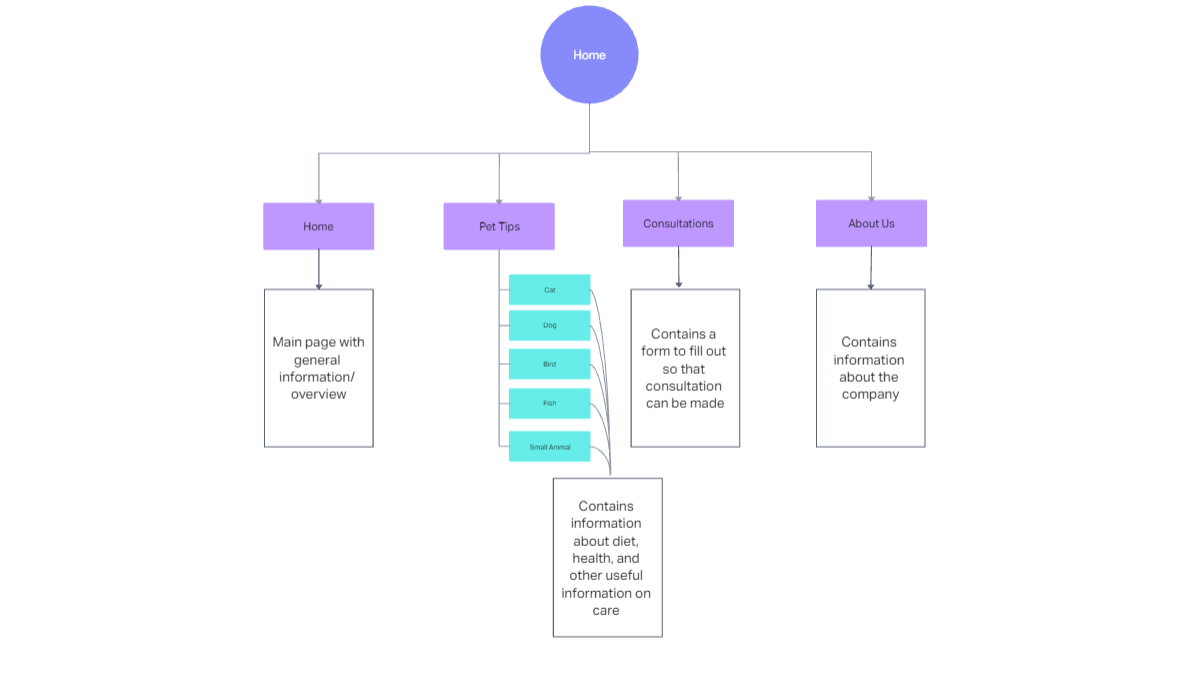 Home
Home
Pet Tips
Consultations
About Us
Cat
Dog
Bird
Fish
Small Animal
Main page with
general
information/
overview
Contains a
form to fill out
so that
consultation
can be made
Contains
information
about the
company
Contains
information
about diet,
health, and
other useful
information on
care